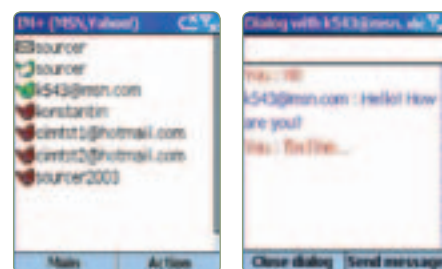 IM+ (MSN,Yahoo!)
sourcer
sourcer
k543@msn.com
konstantin
cimtst1@hotmail.com
cimtst2@hotmail.com
sourcer2003
Main Action
Dialog with k543@msn.
You : Hi!
k543@msn.com : Hello! How
are you?
You : I'm fine...
Close dialog Send message